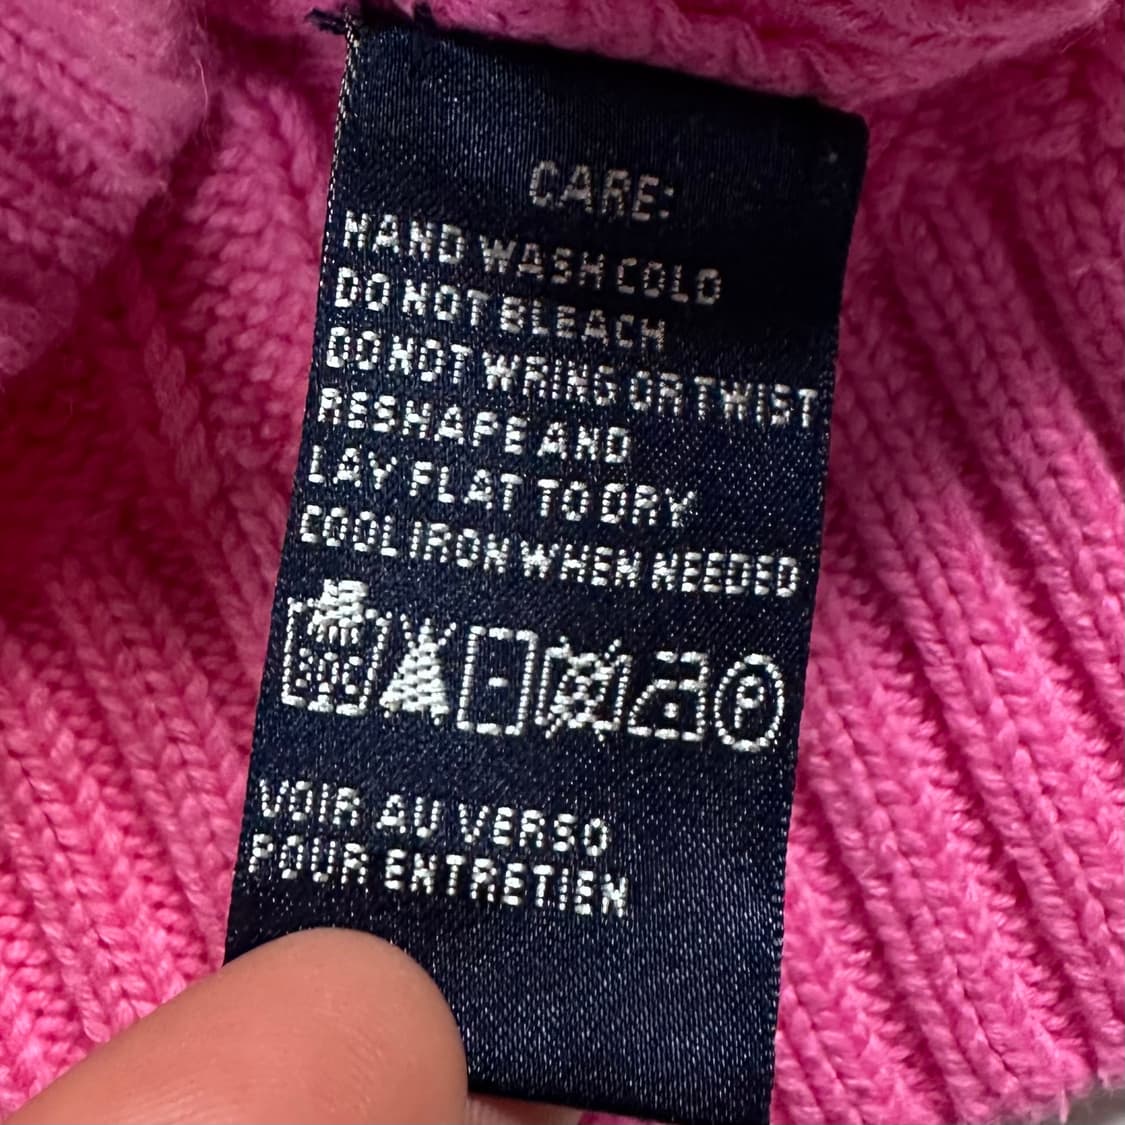 CARE:
HAND WASH COLD
DO NOT BLEACH
DO NOT WRING OR TWIST
RESHAPE AND
LAY FLAT TO DRY
COOL IRON WHEN NEEDED
P
VOIR AU VERSO
POUR ENTRETIEN